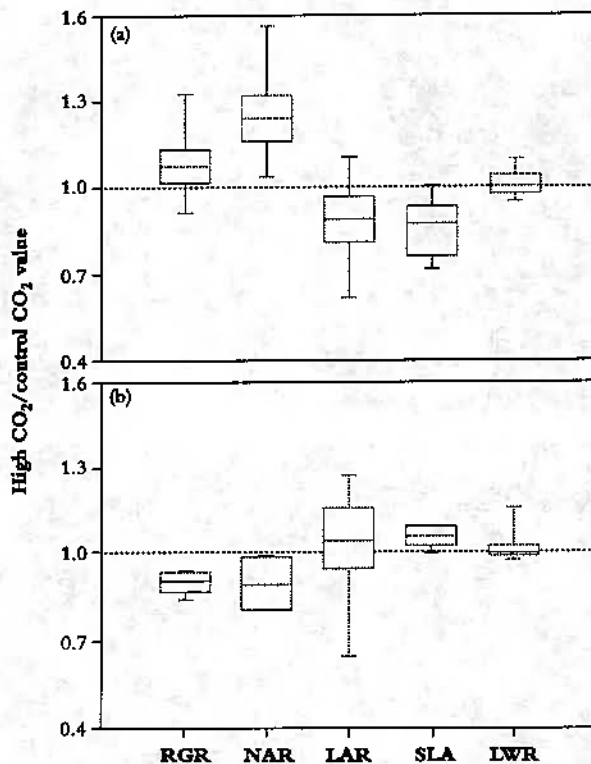 High CO₂/control CO₂ value
1.6
(a)
1.3
1.0
0.7
0.4
1.6
(b)
1.3
1.0
0.7
0.4
RGR NAR LAR SLA LWR